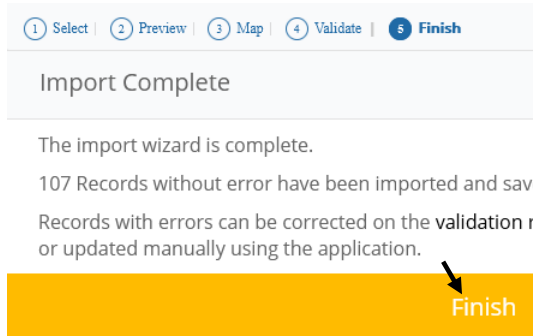 1 Select | 2 Preview | 3 Map | 4 Validate | 5 Finish
Import Complete
The import wizard is complete.
107 Records without error have been imported and sav
Records with errors can be corrected on the validation r
or updated manually using the application.
Finish